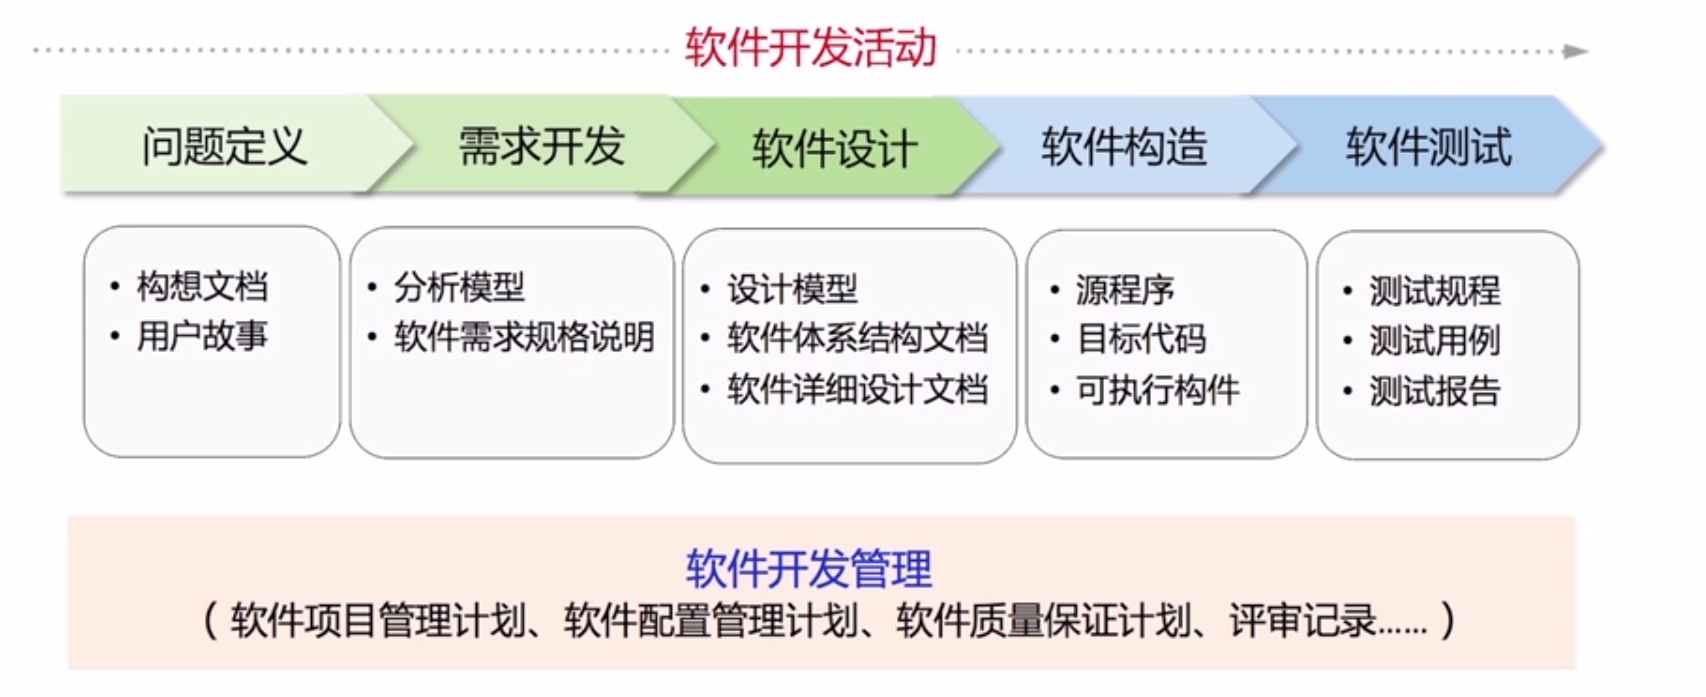 软件开发活动
问题定义
需求开发
软件设计
软件构造
软件测试
• 构想文档
• 用户故事
• 分析模型
• 软件需求规格说明
• 设计模型
• 软件体系结构文档
• 软件详细设计文档
• 源程序
• 目标代码
• 可执行构件
• 测试规程
• 测试用例
• 测试报告
软件开发管理
（软件项目管理计划、软件配置管理计划、软件质量保证计划、评审记录……）